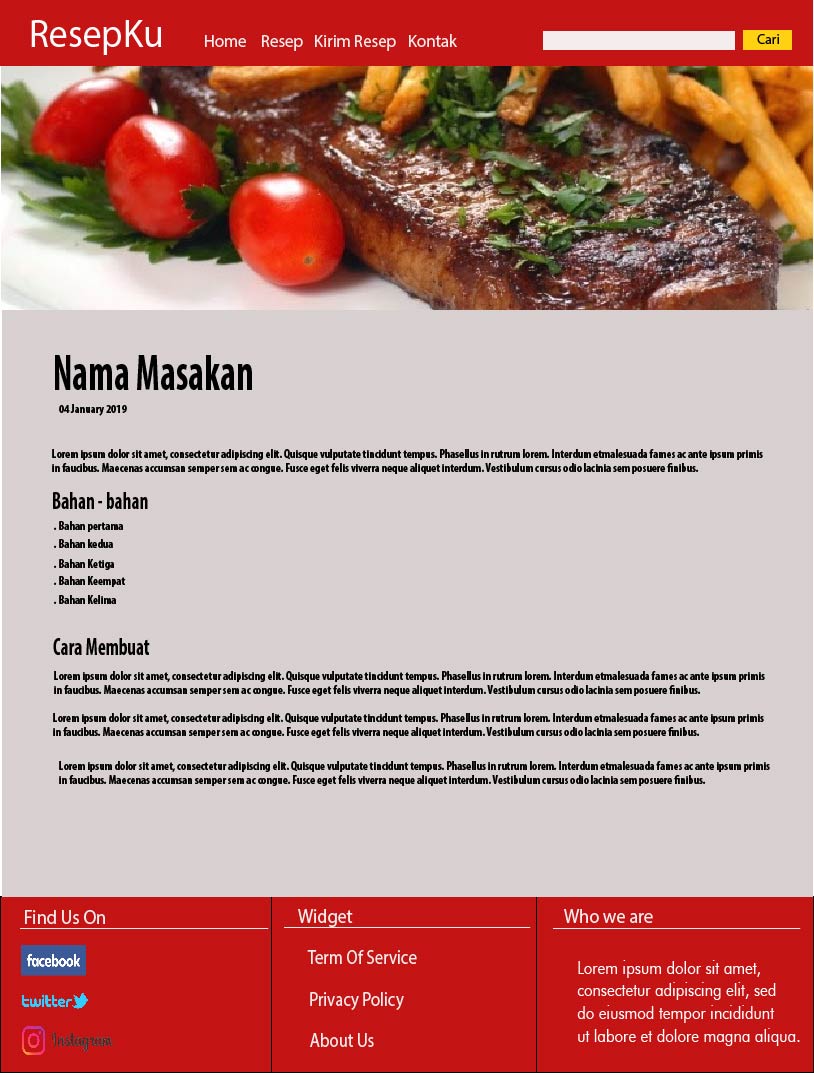 ResepKu
Home Resep Kirim Resep Kontak
Cari
Nama Masakan
04 January 2019
Lorem ipsum dolor sit amet, consectetur adipiscing elit. Quisque vulputate tincidunt tempus. Phasellus in rutrum lorem. Interdum etmalesuada fames ac ante ipsum primis
in faucibus. Maecenas accumsan semper sem ac congue. Fusce eget felis viverra neque aliquet interdum. Vestibulum cursus odio lacinia sem posuere finibus.
Bahan - bahan
. Bahan pertama
. Bahan kedua
. Bahan Ketiga
. Bahan Keempat
. Bahan Kelima
Cara Membuat
Lorem ipsum dolor sit amet, consectetur adipiscing elit. Quisque vulputate tincidunt tempus. Phasellus in rutrum lorem. Interdum etmalesuada fames ac ante ipsum primis
in faucibus. Maecenas accumsan semper sem ac congue. Fusce eget felis viverra neque aliquet interdum. Vestibulum cursus odio lacinia sem posuere finibus.
Lorem ipsum dolor sit amet, consectetur adipiscing elit. Quisque vulputate tincidunt tempus. Phasellus in rutrum lorem. Interdum etmalesuada fames ac ante ipsum primis
in faucibus. Maecenas accumsan semper sem ac congue. Fusce eget felis viverra neque aliquet interdum. Vestibulum cursus odio lacinia sem posuere finibus.
Lorem ipsum dolor sit amet, consectetur adipiscing elit. Quisque vulputate tincidunt tempus. Phasellus in rutrum lorem. Interdum etmalesuada fames ac ante ipsum primis
in faucibus. Maecenas accumsan semper sem ac congue. Fusce eget felis viverra neque aliquet interdum. Vestibulum cursus odio lacinia sem posuere finibus.
Find Us On
facebook
twitter
Instagram
Widget
Term Of Service
Privacy Policy
About Us
Who we are
Lorem ipsum dolor sit amet,
consectetur adipiscing elit, sed
do eiusmod tempor incididunt
ut labore et dolore magna aliqua.